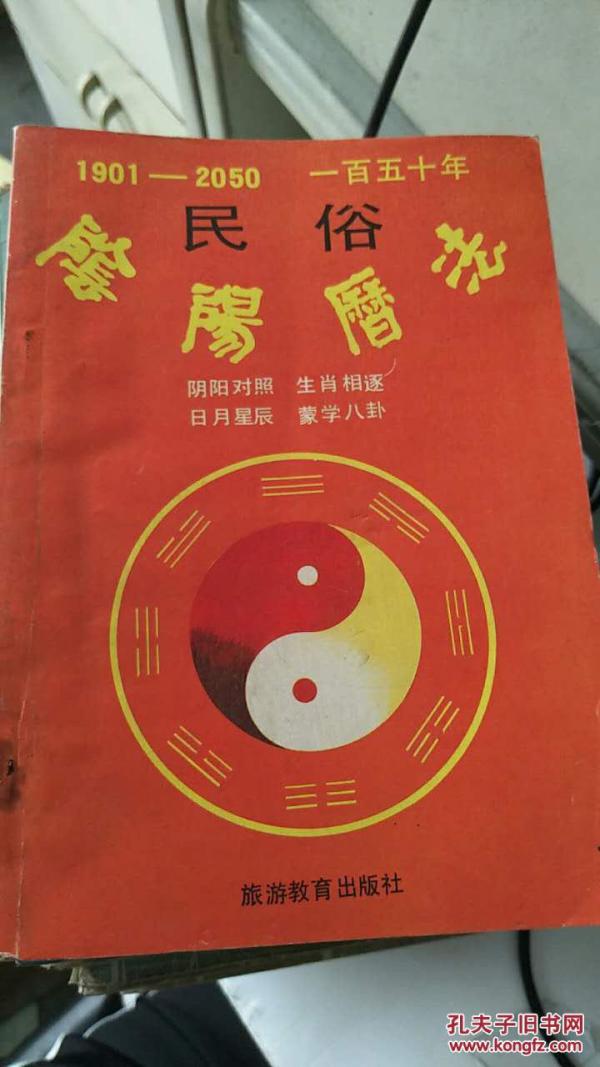 1901—2050 一百五十年
民俗
陰陽曆
阴阳对照 生肖相逐
日月星辰 蒙学八卦
旅游教育出版社
孔夫子旧书网
www.kongfz.com